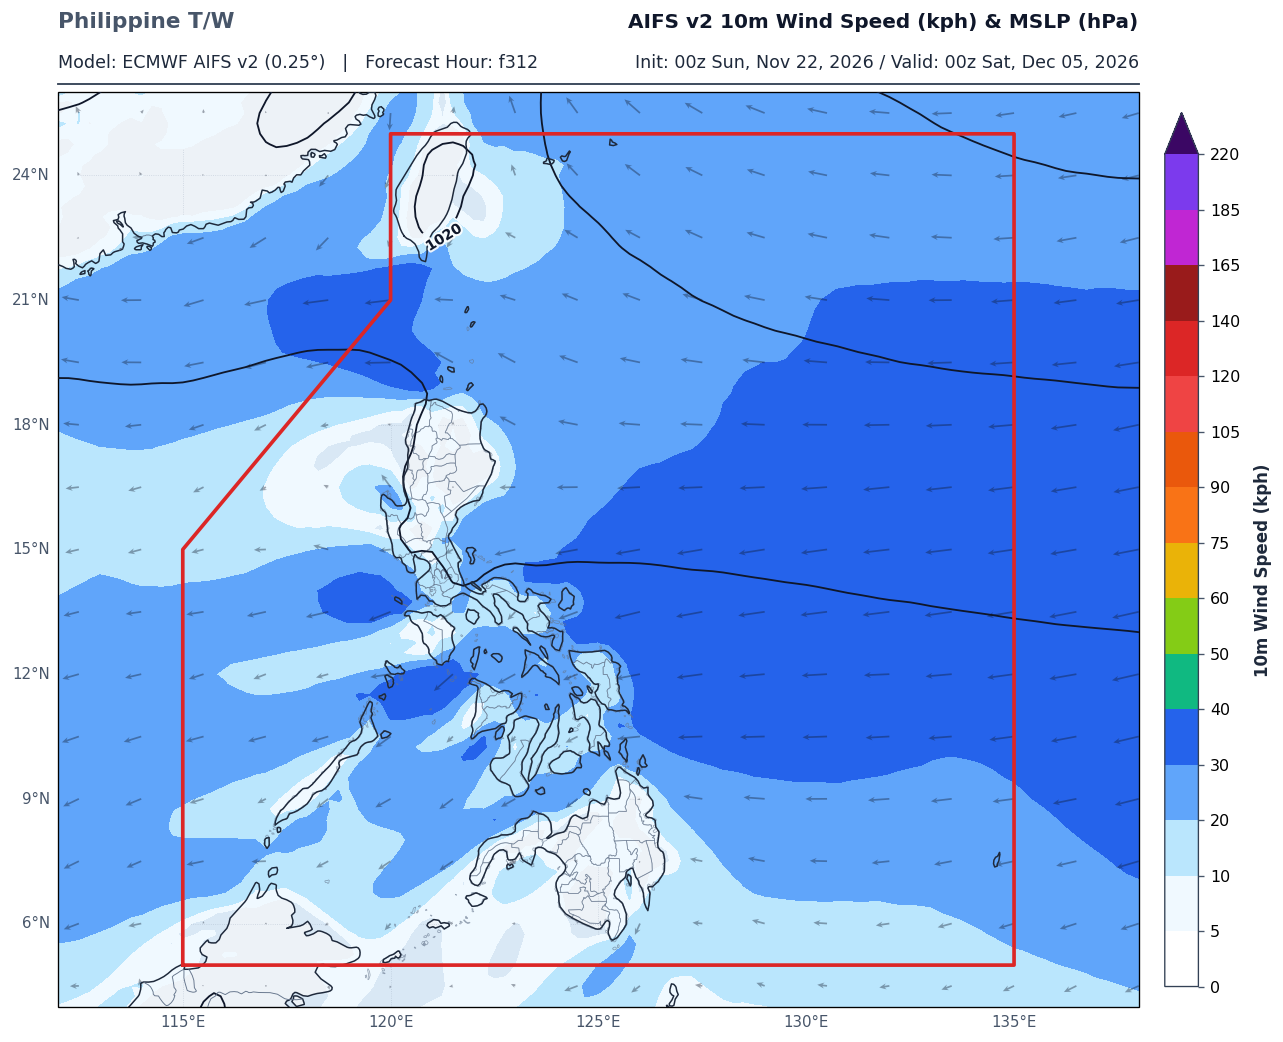 Philippine T/W
AIFS v2 10m Wind Speed (kph) & MSLP (hPa)
Model: ECMWF AIFS v2 (0.25°)   |   Forecast Hour: f312
Init: 00z Sun, Nov 22, 2026 / Valid: 00z Sat, Dec 05, 2026
24°N
21°N
18°N
15°N
12°N
9°N
6°N
1020
115°E
120°E
125°E
130°E
135°E
220
185
165
140
120
105
90
75
60
50
40
30
20
10
5
0
10m Wind Speed (kph)